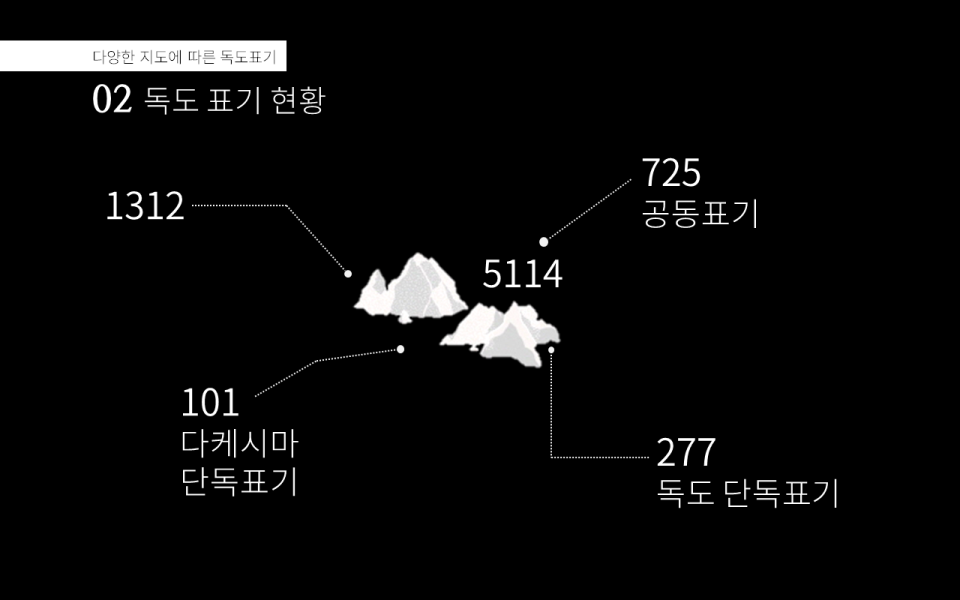 다양한 지도에 따른 독도표기
02 독도 표기 현황
1312
725
공동표기
5114
101
다케시마
단독표기
277
독도 단독표기